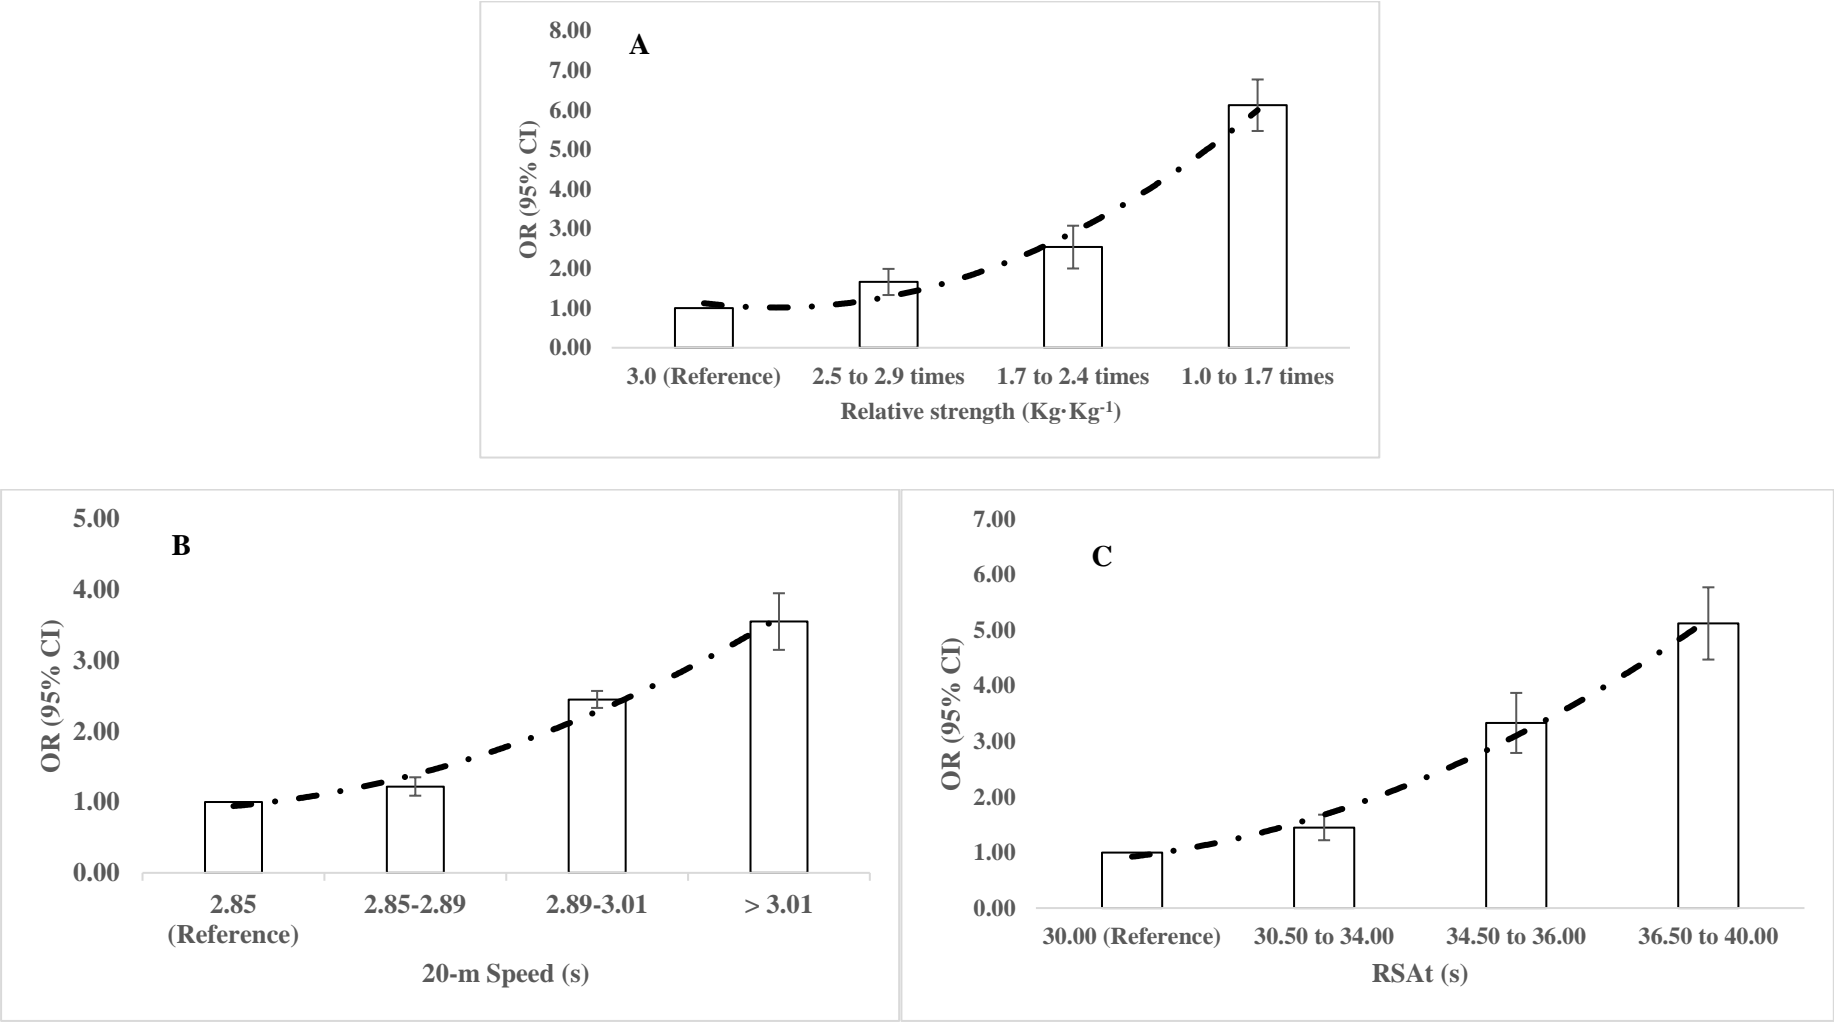 A
8.00
7.00
6.00
5.00
4.00
3.00
2.00
1.00
0.00
OR (95% CI)
3.0 (Reference) 2.5 to 2.9 times 1.7 to 2.4 times 1.0 to 1.7 times
Relative strength (Kg·Kg⁻¹)
B
5.00
4.00
3.00
2.00
1.00
0.00
OR (95% CI)
2.85 2.85-2.89 2.89-3.01 > 3.01
(Reference)
20-m Speed (s)
C
7.00
6.00
5.00
4.00
3.00
2.00
1.00
0.00
OR (95% CI)
30.00 (Reference) 30.50 to 34.00 34.50 to 36.00 36.50 to 40.00
RSAt (s)